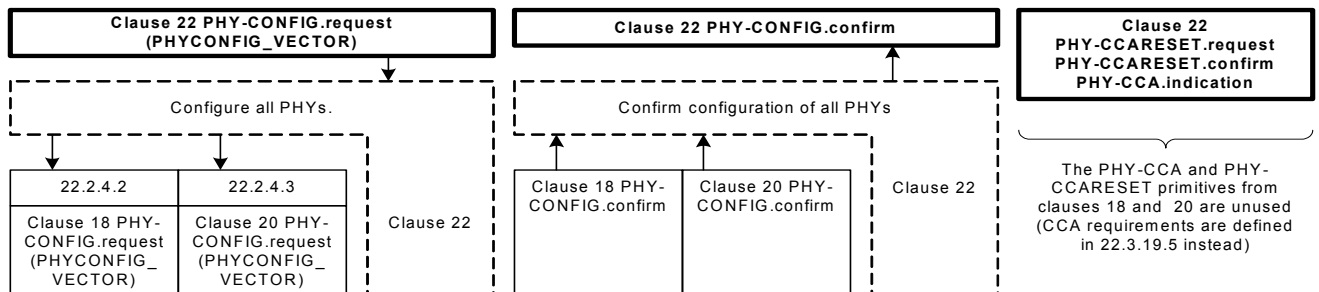 Clause 22 PHY-CONFIG.request
(PHYCONFIG_VECTOR)
Configure all PHYs.
22.2.4.2
22.2.4.3
Clause 18 PHY-
CONFIG.request
(PHYCONFIG_
VECTOR)
Clause 20 PHY-
CONFIG.request
(PHYCONFIG_
VECTOR)
Clause 22
Clause 22 PHY-CONFIG.confirm
Confirm configuration of all PHYs
Clause 18 PHY-
CONFIG.confirm
Clause 20 PHY-
CONFIG.confirm
Clause 22
Clause 22
PHY-CCARESET.request
PHY-CCARESET.confirm
PHY-CCA.indication
The PHY-CCA and PHY-
CCARESET primitives from
clauses 18 and 20 are unused
(CCA requirements are defined
in 22.3.19.5 instead)